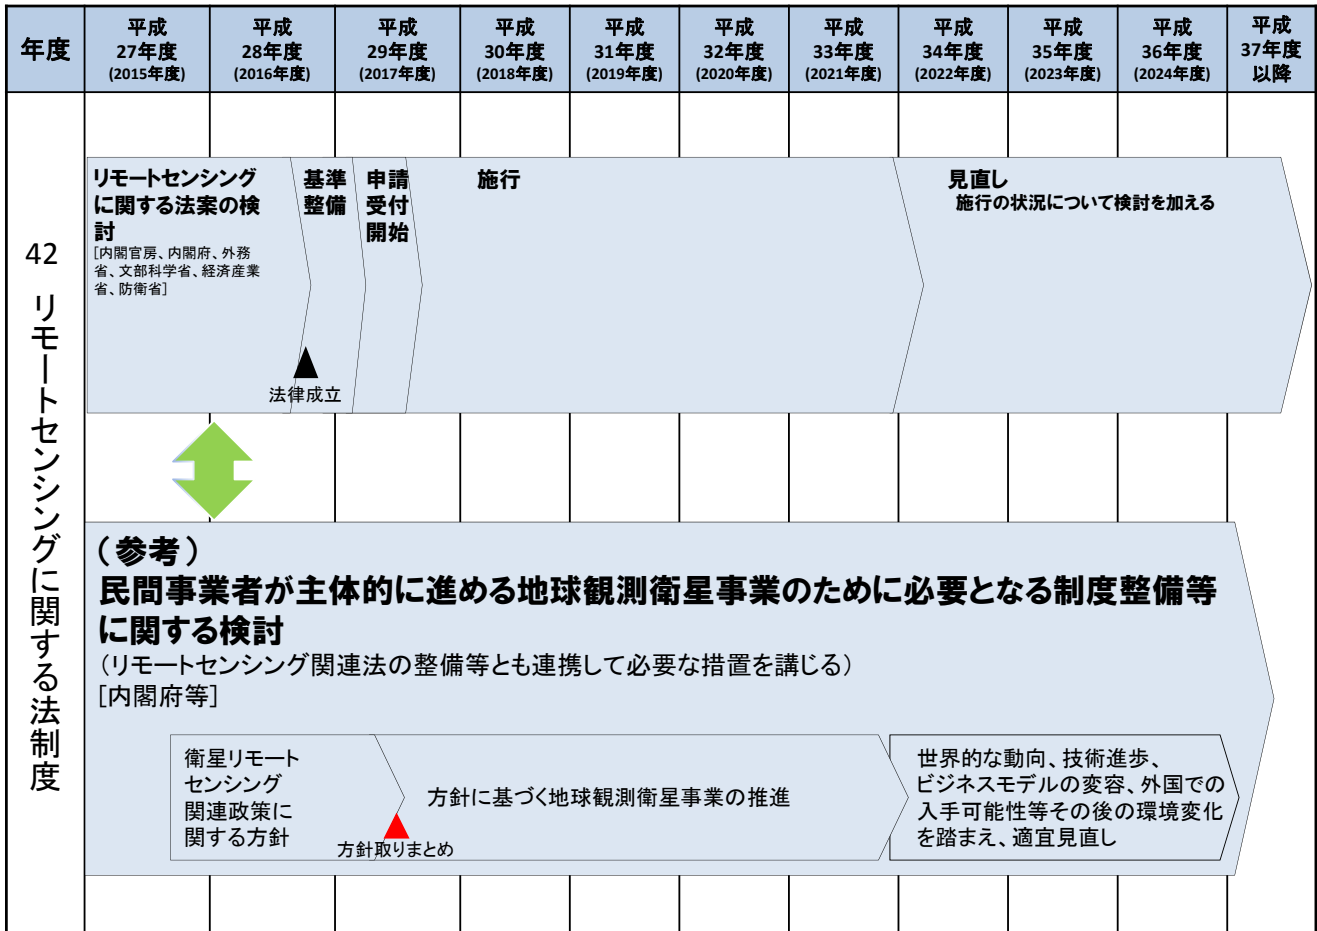 年度
平成
27年度
(2015年度)
平成
28年度
(2016年度)
平成
29年度
(2017年度)
平成
30年度
(2018年度)
平成
31年度
(2019年度)
平成
32年度
(2020年度)
平成
33年度
(2021年度)
平成
34年度
(2022年度)
平成
35年度
(2023年度)
平成
36年度
(2024年度)
平成
37年度
以降
42 リモートセンシングに関する法制度
リモートセンシング
に関する法案の検
討
[内閣官房、内閣府、外務
省、文部科学省、経済産業
省、防衛省]
基準
整備
申請
受付
開始
施行
見直し
施行の状況について検討を加える
法律成立
（参考）
民間事業者が主体的に進める地球観測衛星事業のために必要となる制度整備等
に関する検討
(リモートセンシング関連法の整備等とも連携して必要な措置を講じる)
[内閣府等]
衛星リモート
センシング
関連政策に
関する方針
方針取りまとめ
方針に基づく地球観測衛星事業の推進
世界的な動向、技術進歩、
ビジネスモデルの変容、外国での
入手可能性等その後の環境変化
を踏まえ、適宜見直し